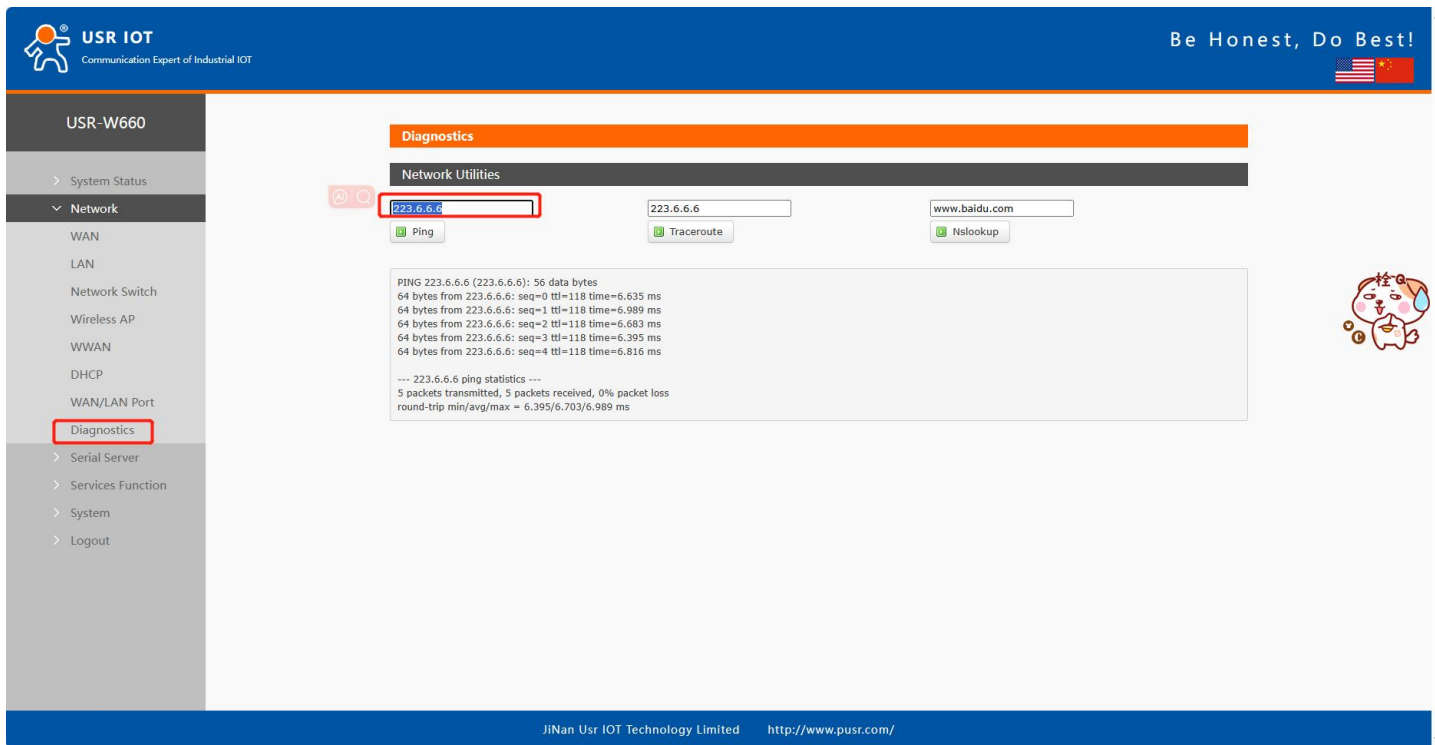 USR IOT
Communication Expert of Industrial IOT
Be Honest, Do Best!
USR-W660
System Status
Network
WAN
LAN
Network Switch
Wireless AP
WWAN
DHCP
WAN/LAN Port
Diagnostics
Serial Server
Services Function
System
Logout
Diagnostics
Network Utilities
AI
223.6.6.6 223.6.6.6 www.baidu.com
Ping Traceroute Nslookup
PING 223.6.6.6 (223.6.6.6): 56 data bytes
64 bytes from 223.6.6.6: seq=0 ttl=118 time=6.635 ms
64 bytes from 223.6.6.6: seq=1 ttl=118 time=6.989 ms
64 bytes from 223.6.6.6: seq=2 ttl=118 time=6.683 ms
64 bytes from 223.6.6.6: seq=3 ttl=118 time=6.395 ms
64 bytes from 223.6.6.6: seq=4 ttl=118 time=6.816 ms
--- 223.6.6.6 ping statistics ---
5 packets transmitted, 5 packets received, 0% packet loss
round-trip min/avg/max = 6.395/6.703/6.989 ms
栓Q
JiNan Usr IOT Technology Limited http://www.pusr.com/